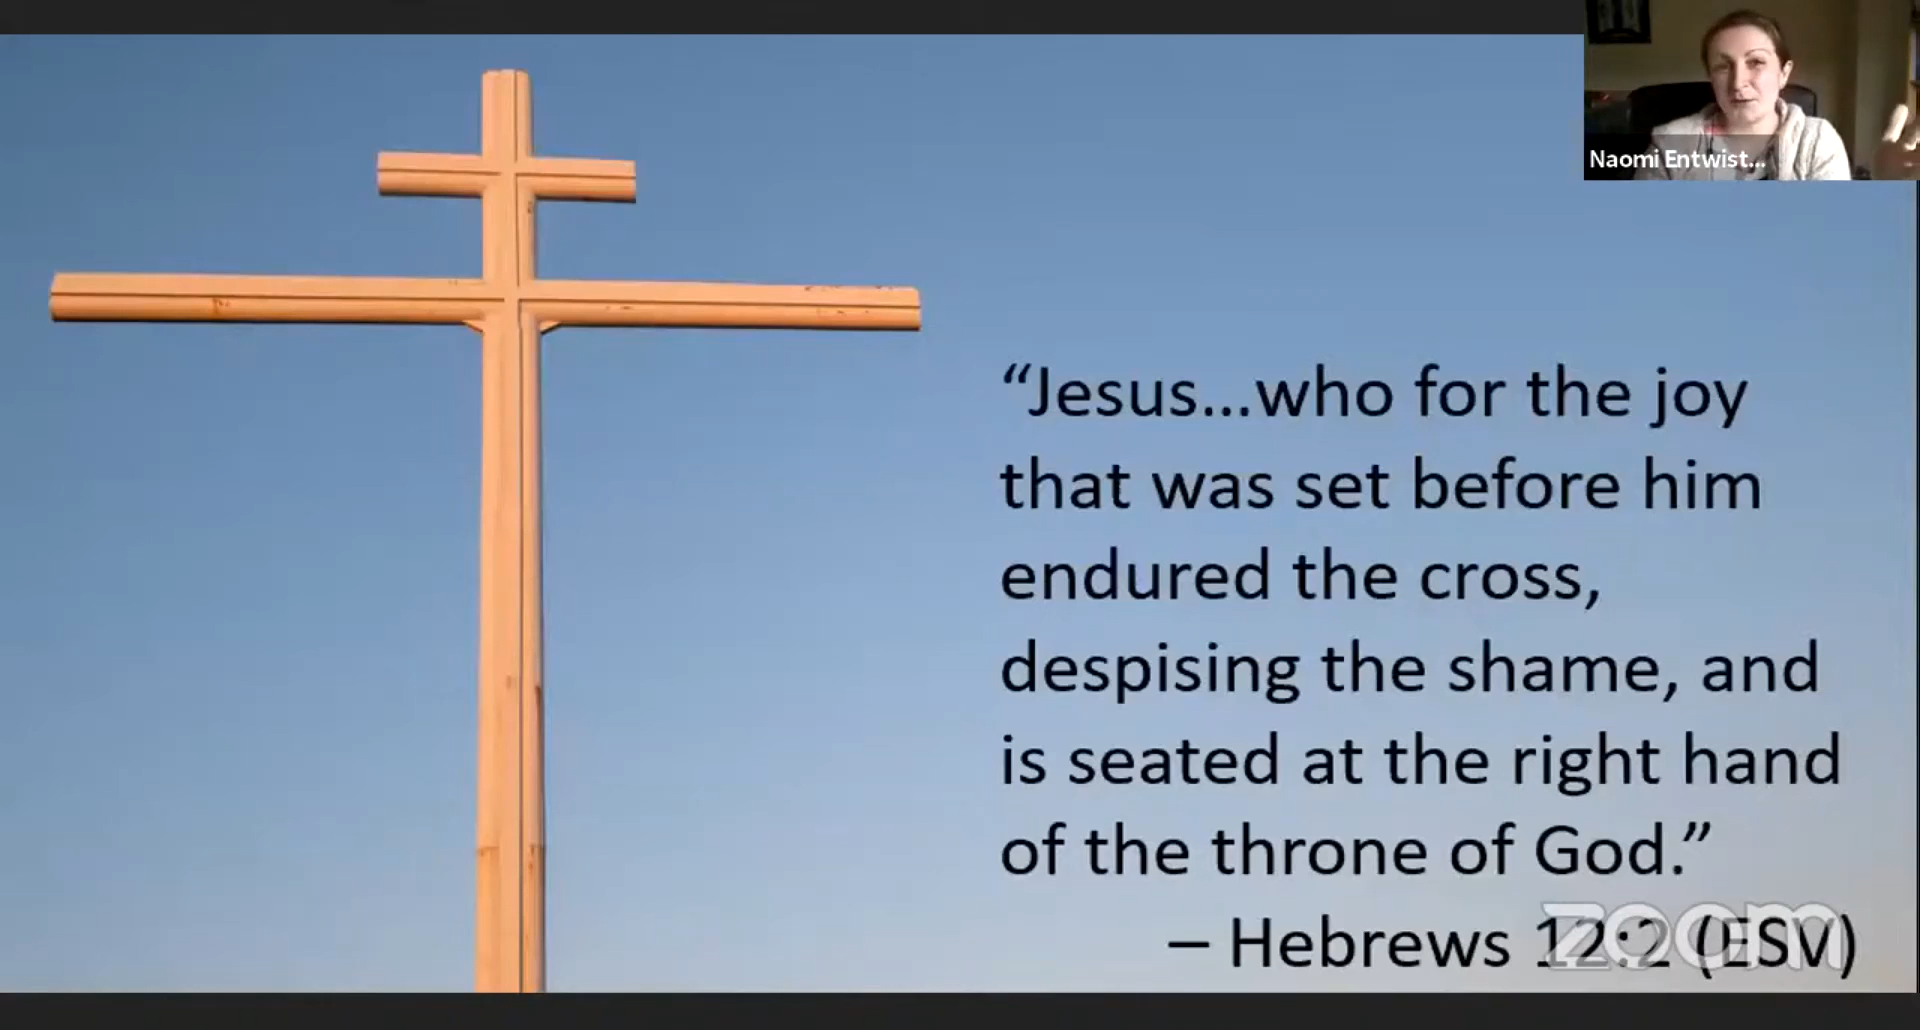 Naomi Entwist...
“Jesus...who for the joy
that was set before him
endured the cross,
despising the shame, and
is seated at the right hand
of the throne of God.”
– Hebrews 12:2 (ESV)
zoom